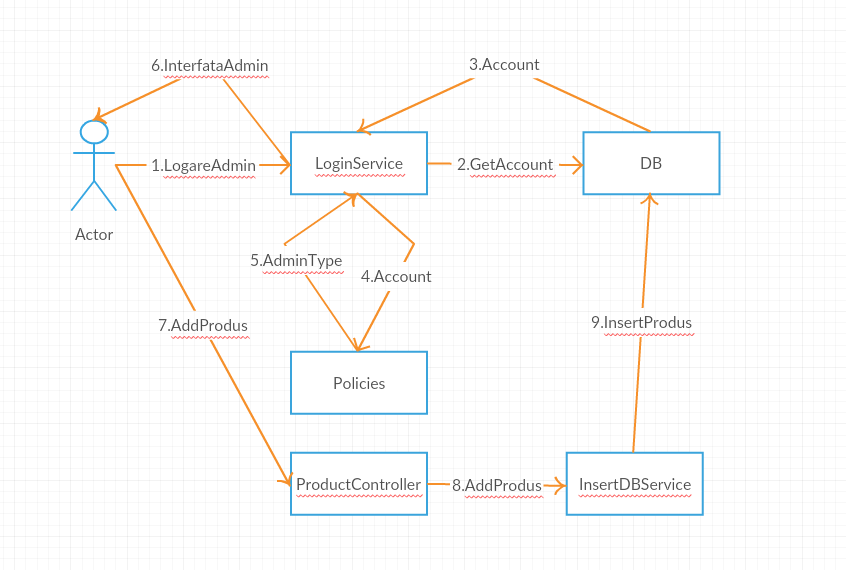 6.InterfataAdmin
3.Account
1.LogareAdmin
LoginService
2.GetAccount
DB
Actor
5.AdminType
4.Account
7.AddProdus
9.InsertProdus
Policies
ProductController
8.AddProdus
InsertDBService